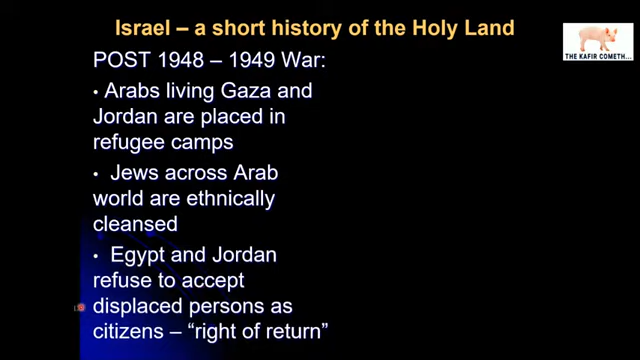 Israel – a short history of the Holy Land
THE KAFIR COMETH...
POST 1948 – 1949 War:
• Arabs living Gaza and
Jordan are placed in
refugee camps
• Jews across Arab
world are ethnically
cleansed
• Egypt and Jordan
refuse to accept
displaced persons as
citizens – “right of return”